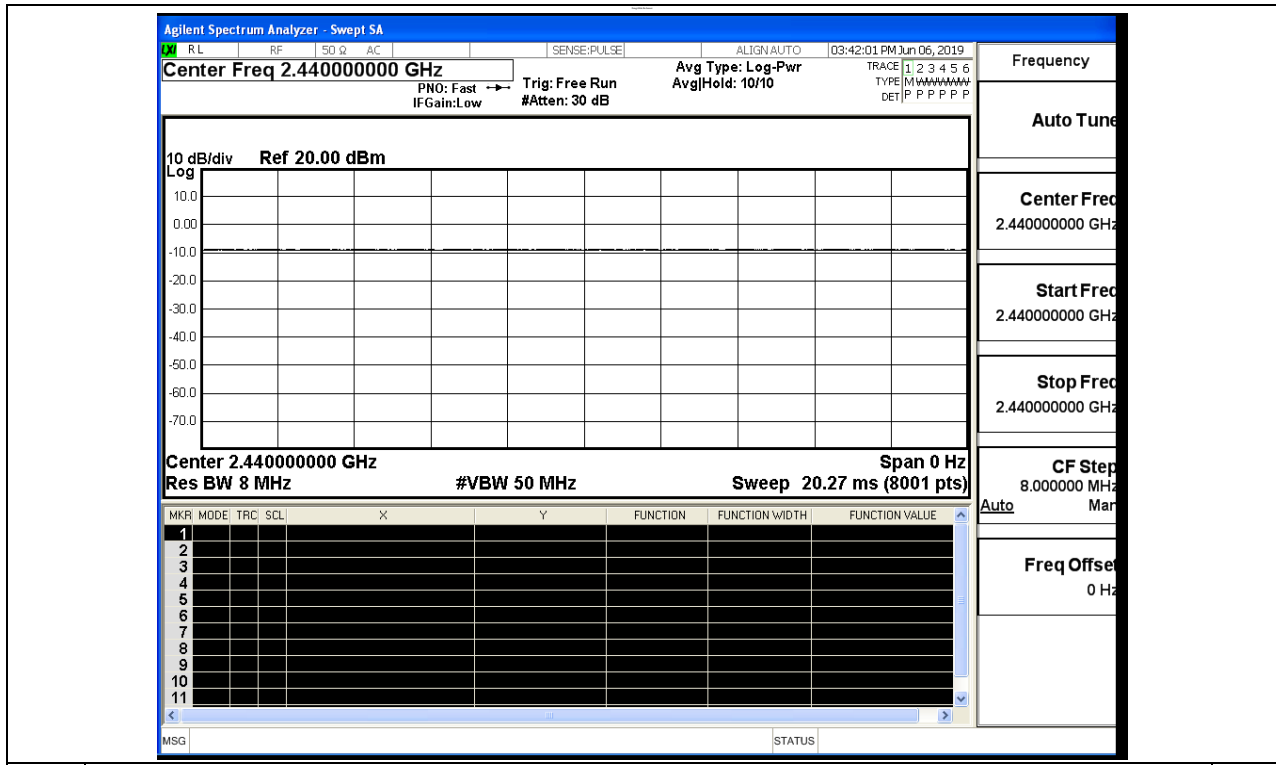 Agilent Spectrum Analyzer - Swept SA
LXI RL RF 50 Ω AC SENSE:PULSE ALIGN AUTO 03:42:01 PM Jun 06, 2019
Center Freq 2.440000000 GHz
PNO: Fast
IFGain:Low
Trig: Free Run
#Atten: 30 dB
Avg Type: Log-Pwr
Avg|Hold: 10/10
TRACE 1 2 3 4 5 6
TYPE M WWWWW
DET P P P P P P
10 dB/div Ref 20.00 dBm
Log
10.0
0.00
-10.0
-20.0
-30.0
-40.0
-50.0
-60.0
-70.0
Center 2.440000000 GHz Span 0 Hz
Res BW 8 MHz #VBW 50 MHz Sweep 20.27 ms (8001 pts)
MKR MODE TRC SCL X Y FUNCTION FUNCTION WIDTH FUNCTION VALUE
1
2
3
4
5
6
7
8
9
10
11
MSG STATUS
Frequency
Auto Tune
Center Freq
2.440000000 GHz
Start Freq
2.440000000 GHz
Stop Freq
2.440000000 GHz
CF Step
8.000000 MHz
Auto Man
Freq Offset
0 Hz